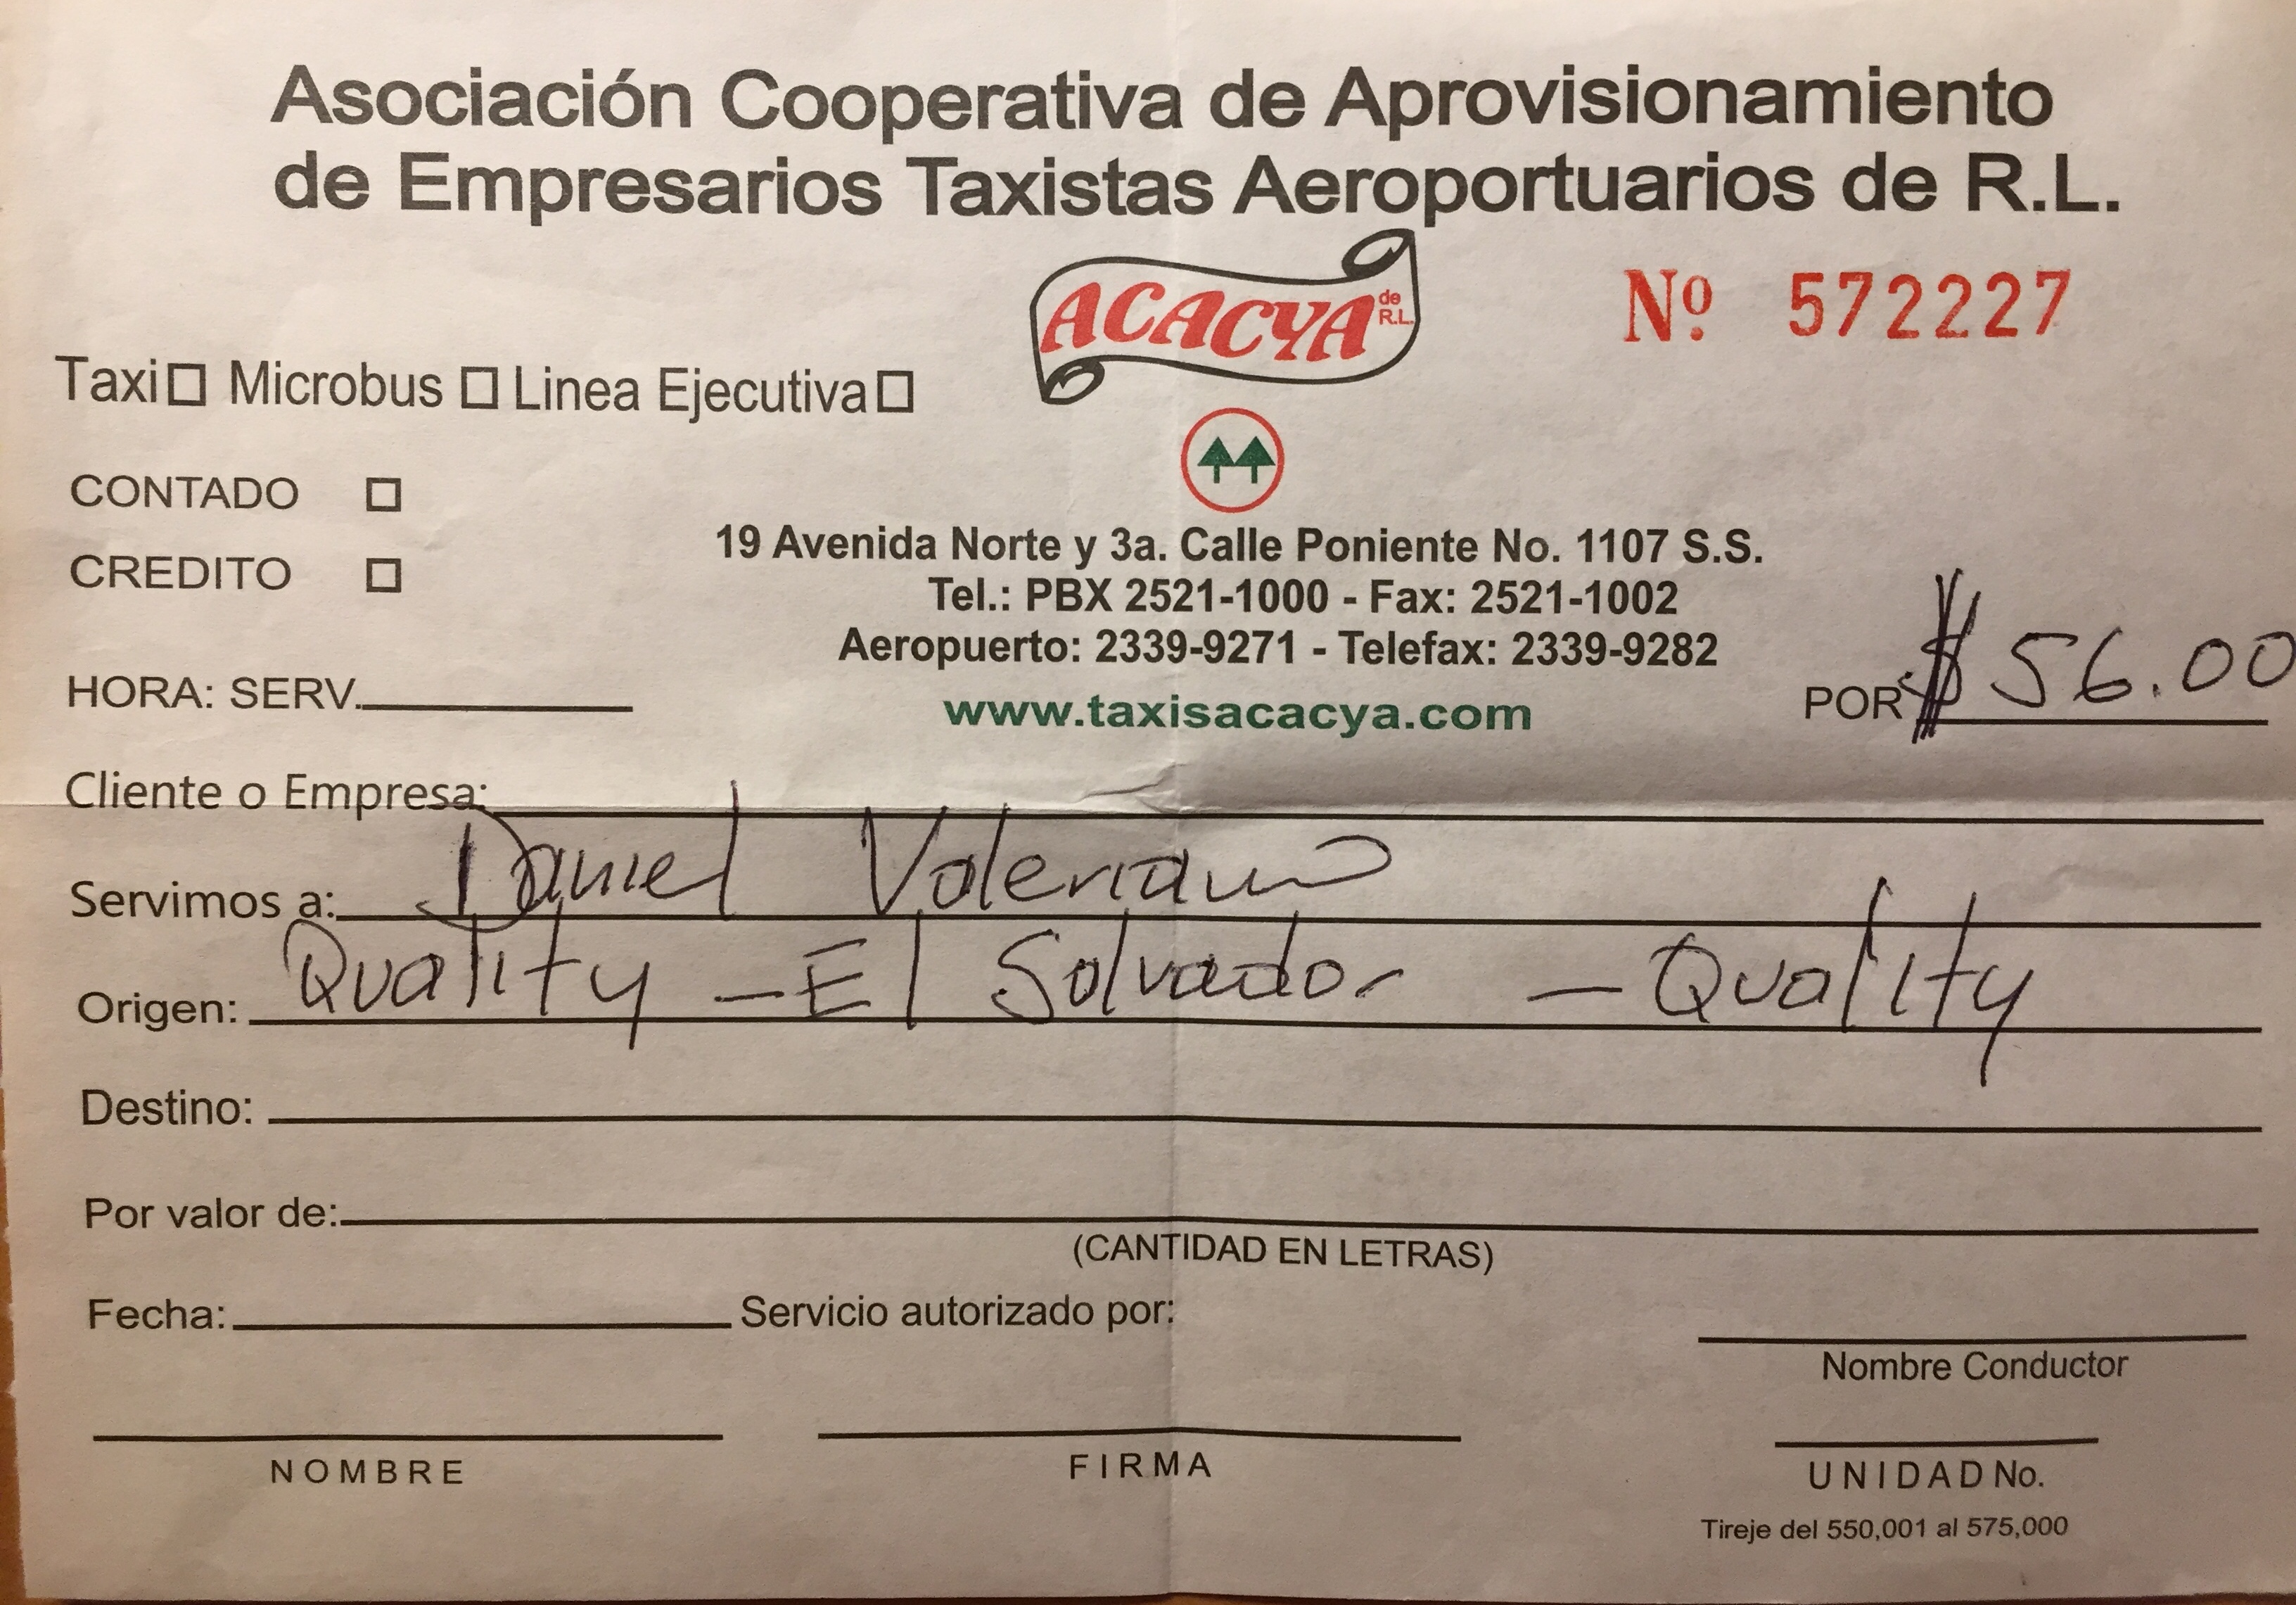 Asociación Cooperativa de Aprovisionamiento
de Empresarios Taxistas Aeroportuarios de R.L.
ACACYA de R.L.
Nº 572227
Taxi Microbus Linea Ejecutiva
CONTADO
CREDITO
19 Avenida Norte y 3a. Calle Poniente No. 1107 S.S.
Tel.: PBX 2521-1000 - Fax: 2521-1002
Aeropuerto: 2339-9271 - Telefax: 2339-9282
www.taxisacacya.com
HORA: SERV.
POR $ 56.00
Cliente o Empresa:
Servimos a: Daniel Valeriano
Origen: Quality - El Salvador - Quality
Destino:
Por valor de:
(CANTIDAD EN LETRAS)
Fecha: Servicio autorizado por:
Nombre Conductor
NOMBRE FIRMA UNIDAD No.
Tireje del 550,001 al 575,000